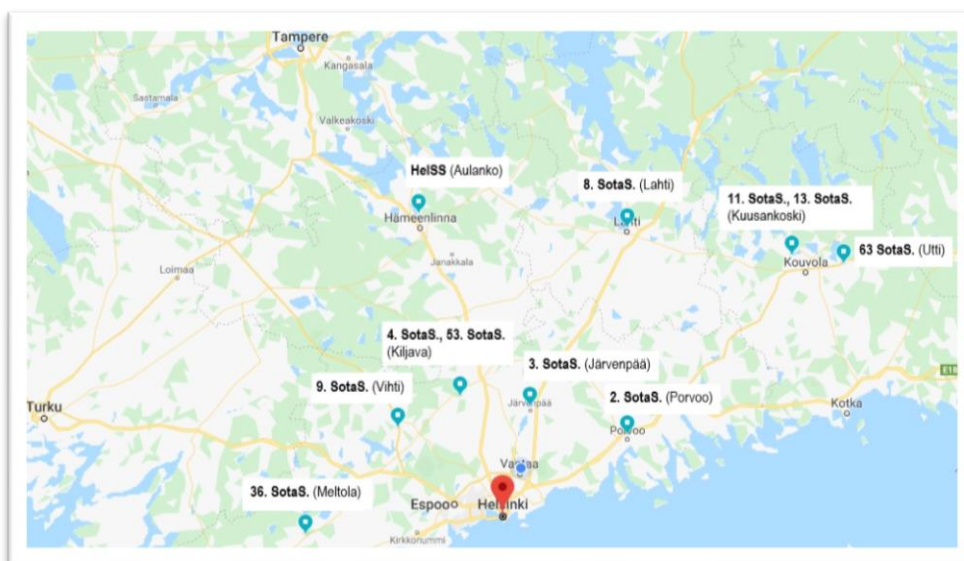 Tampere
Kangasala
Sastamala
Valkeakoski
HelSS (Aulanko)
8. SotaS. (Lahti)
11. SotaS., 13. SotaS.
(Kuusankoski)
Hämeenlinna
Lahti
63 SotaS. (Utti)
Kouvola
Janakkala
Loimaa
4. SotaS., 53. SotaS.
(Kiljava)
3. SotaS. (Järvenpää)
E18
9. SotaS. (Vihti)
2. SotaS. (Porvoo)
Järvenpää
Turku
Kotka
Porvoo
Vantaa
36. SotaS. (Meltola)
Espoo
Helsinki
Kirkkonummi